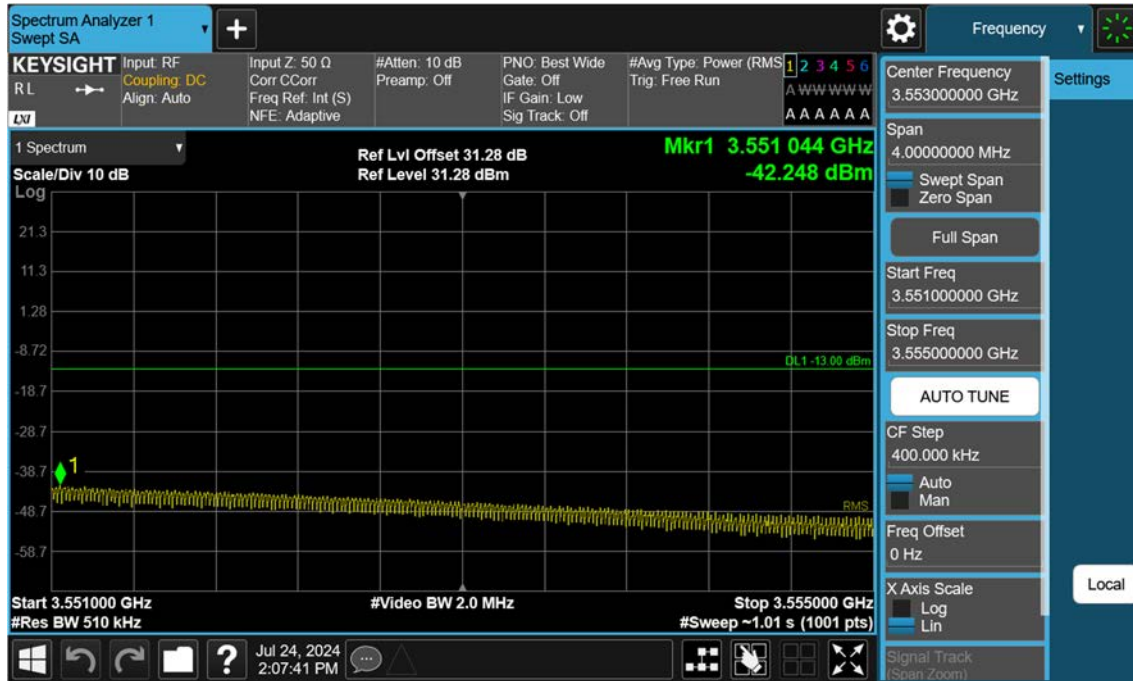 Spectrum Analyzer 1
Swept SA
+
Frequency
KEYSIGHT
RL
LXI
Input: RF
Coupling: DC
Align: Auto
Input Z: 50 Ω
Corr CCorr
Freq Ref: Int (S)
NFE: Adaptive
#Atten: 10 dB
Preamp: Off
PNO: Best Wide
Gate: Off
IF Gain: Low
Sig Track: Off
#Avg Type: Power (RMS
Trig: Free Run
1 2 3 4 5 6
A W W W W W
A A A A A A
1 Spectrum
Scale/Div 10 dB
Ref Lvl Offset 31.28 dB
Ref Level 31.28 dBm
Mkr1 3.551 044 GHz
-42.248 dBm
Log
21.3
11.3
1.28
-8.72
DL1 -13.00 dBm
-18.7
-28.7
-38.7
1
-48.7
RMS
-58.7
Start 3.551000 GHz
#Res BW 510 kHz
#Video BW 2.0 MHz
Stop 3.555000 GHz
#Sweep ~1.01 s (1001 pts)
?
Jul 24, 2024
2:07:41 PM
Center Frequency
3.553000000 GHz
Span
4.00000000 MHz
Swept Span
Zero Span
Full Span
Start Freq
3.551000000 GHz
Stop Freq
3.555000000 GHz
AUTO TUNE
CF Step
400.000 kHz
Auto
Man
Freq Offset
0 Hz
X Axis Scale
Log
Lin
Signal Track
(Span Zoom)
Settings
Local